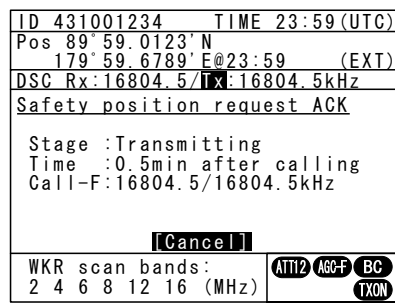 ID 431001234 TIME 23:59(UTC)
Pos 89°59.0123'N
179°59.6789'E@23:59 (EXT)
DSC Rx:16804.5/Tx:16804.5kHz
Safety position request ACK
Stage :Transmitting
Time :0.5min after calling
Call-F:16804.5/16804.5kHz
[Cancel]
WKR scan bands:
2 4 6 8 12 16 (MHz)
ATT12 AGC-F BC
TXON